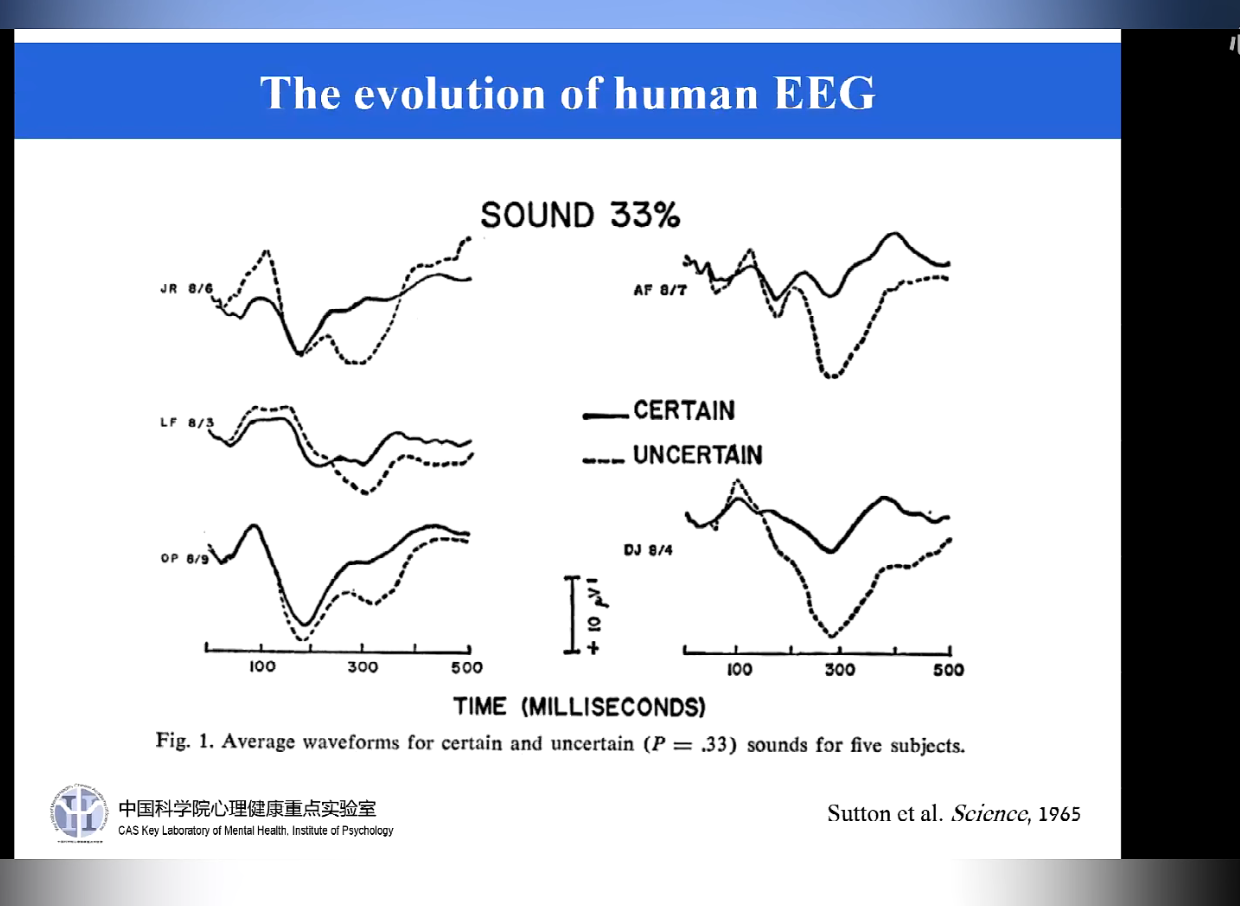 The evolution of human EEG
SOUND 33%
JR 8/6
AF 8/7
LF 8/3
CERTAIN
UNCERTAIN
OP 8/9
DJ 8/4
+ 10 μV
100 300 500
100 300 500
TIME (MILLISECONDS)
Fig. 1. Average waveforms for certain and uncertain (P = .33) sounds for five subjects.
中国科学院心理健康重点实验室
CAS Key Laboratory of Mental Health, Institute of Psychology
Sutton et al. Science, 1965